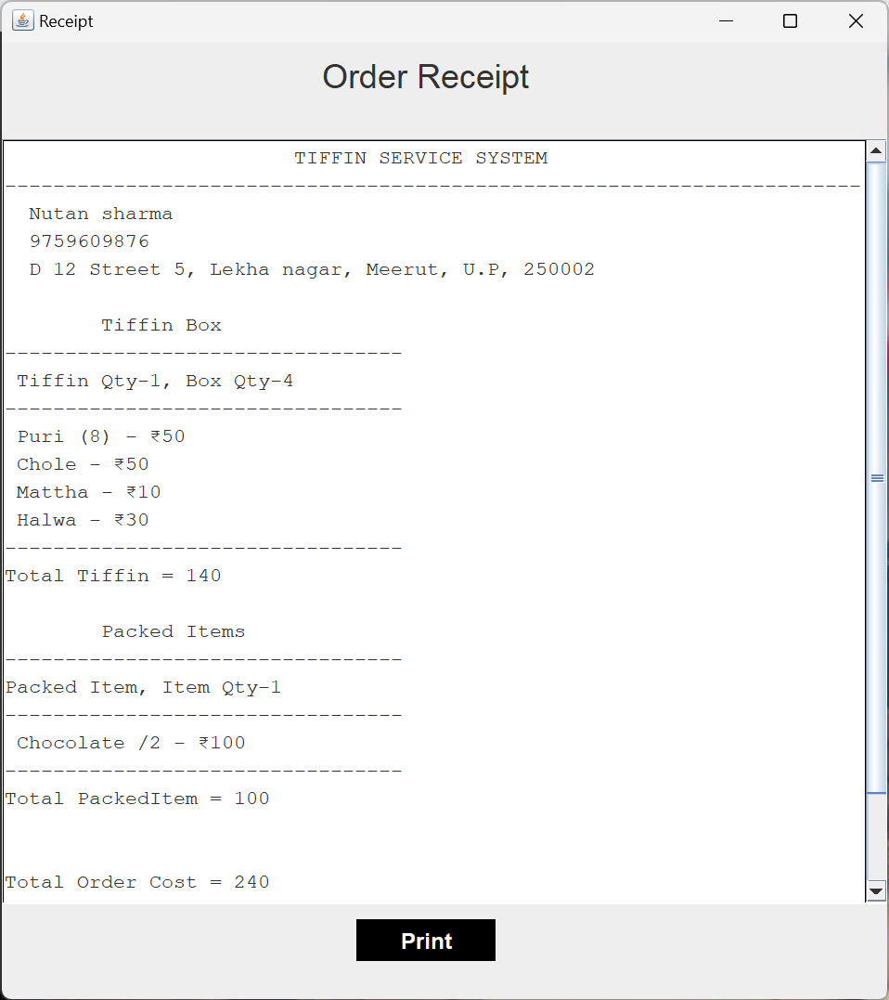 Receipt
Order Receipt
TIFFIN SERVICE SYSTEM
-----------------------------------------------------------------------
Nutan sharma
9759609876
D 12 Street 5, Lekha nagar, Meerut, U.P, 250002
Tiffin Box
---------------------------------
Tiffin Qty-1, Box Qty-4
---------------------------------
Puri (8) - ₹50
Chole - ₹50
Mattha - ₹10
Halwa - ₹30
---------------------------------
Total Tiffin = 140
Packed Items
---------------------------------
Packed Item, Item Qty-1
---------------------------------
Chocolate /2 - ₹100
---------------------------------
Total PackedItem = 100
Total Order Cost = 240
Print